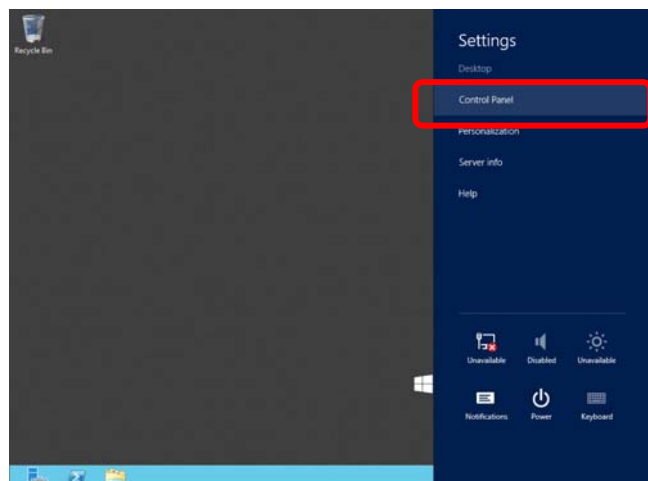 Recycle Bin
Settings
Desktop
Control Panel
Personalization
Server info
Help
Unavailable
Disabled
Unavailable
Notifications
Power
Keyboard